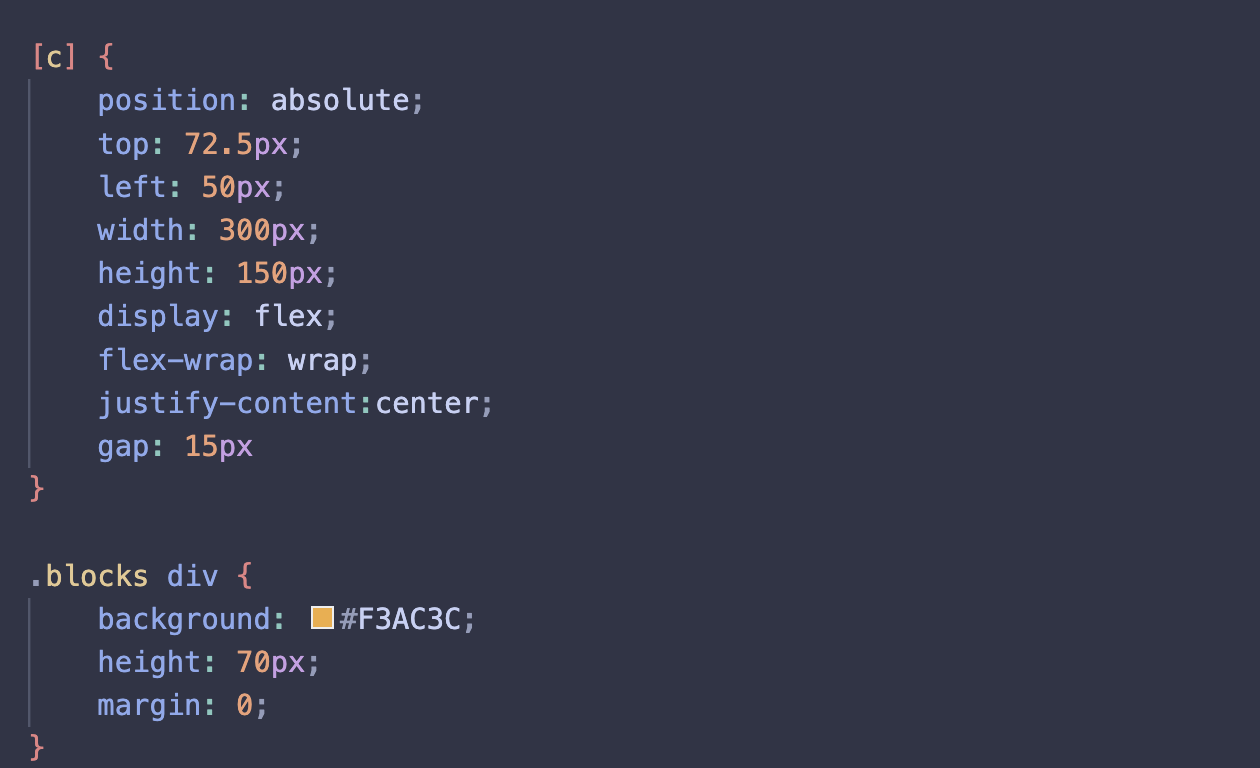 [c] {
    position: absolute;
    top: 72.5px;
    left: 50px;
    width: 300px;
    height: 150px;
    display: flex;
    flex-wrap: wrap;
    justify-content:center;
    gap: 15px
}

.blocks div {
    background: #F3AC3C;
    height: 70px;
    margin: 0;
}